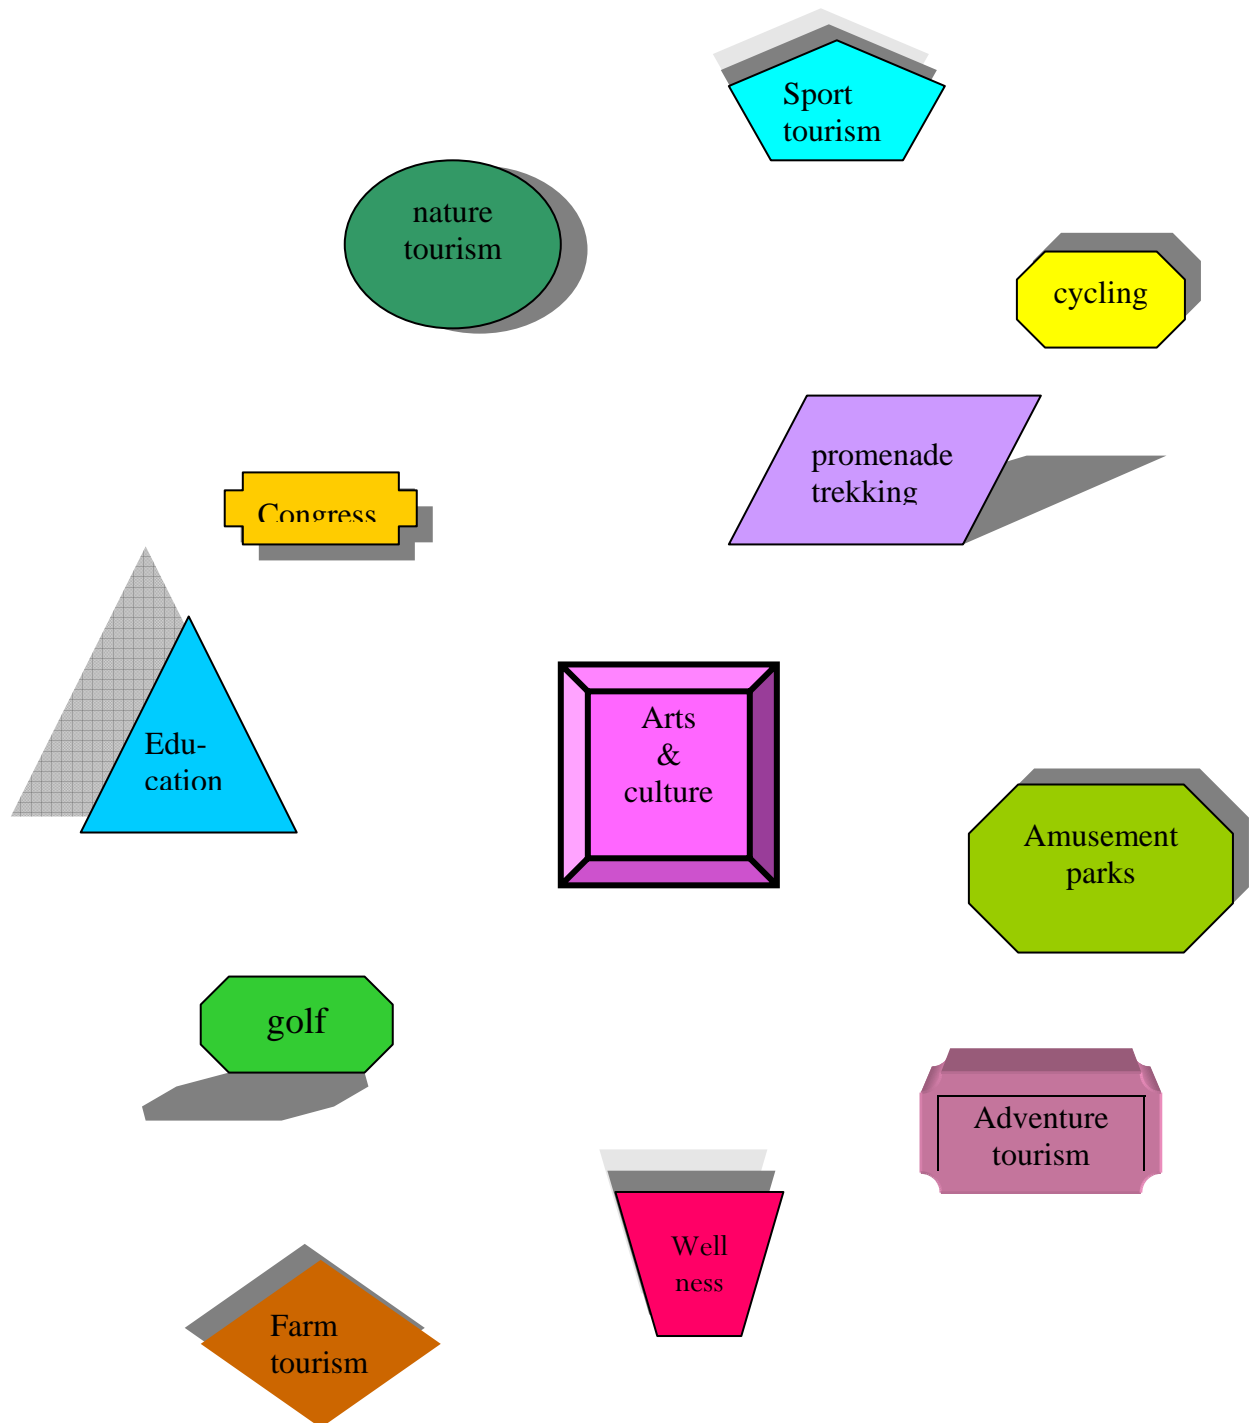 Sport
tourism
nature
tourism
cycling
promenade
trekking
Congress
Edu-
cation
Arts
&
culture
Amusement
parks
golf
Adventure
tourism
Well
ness
Farm
tourism